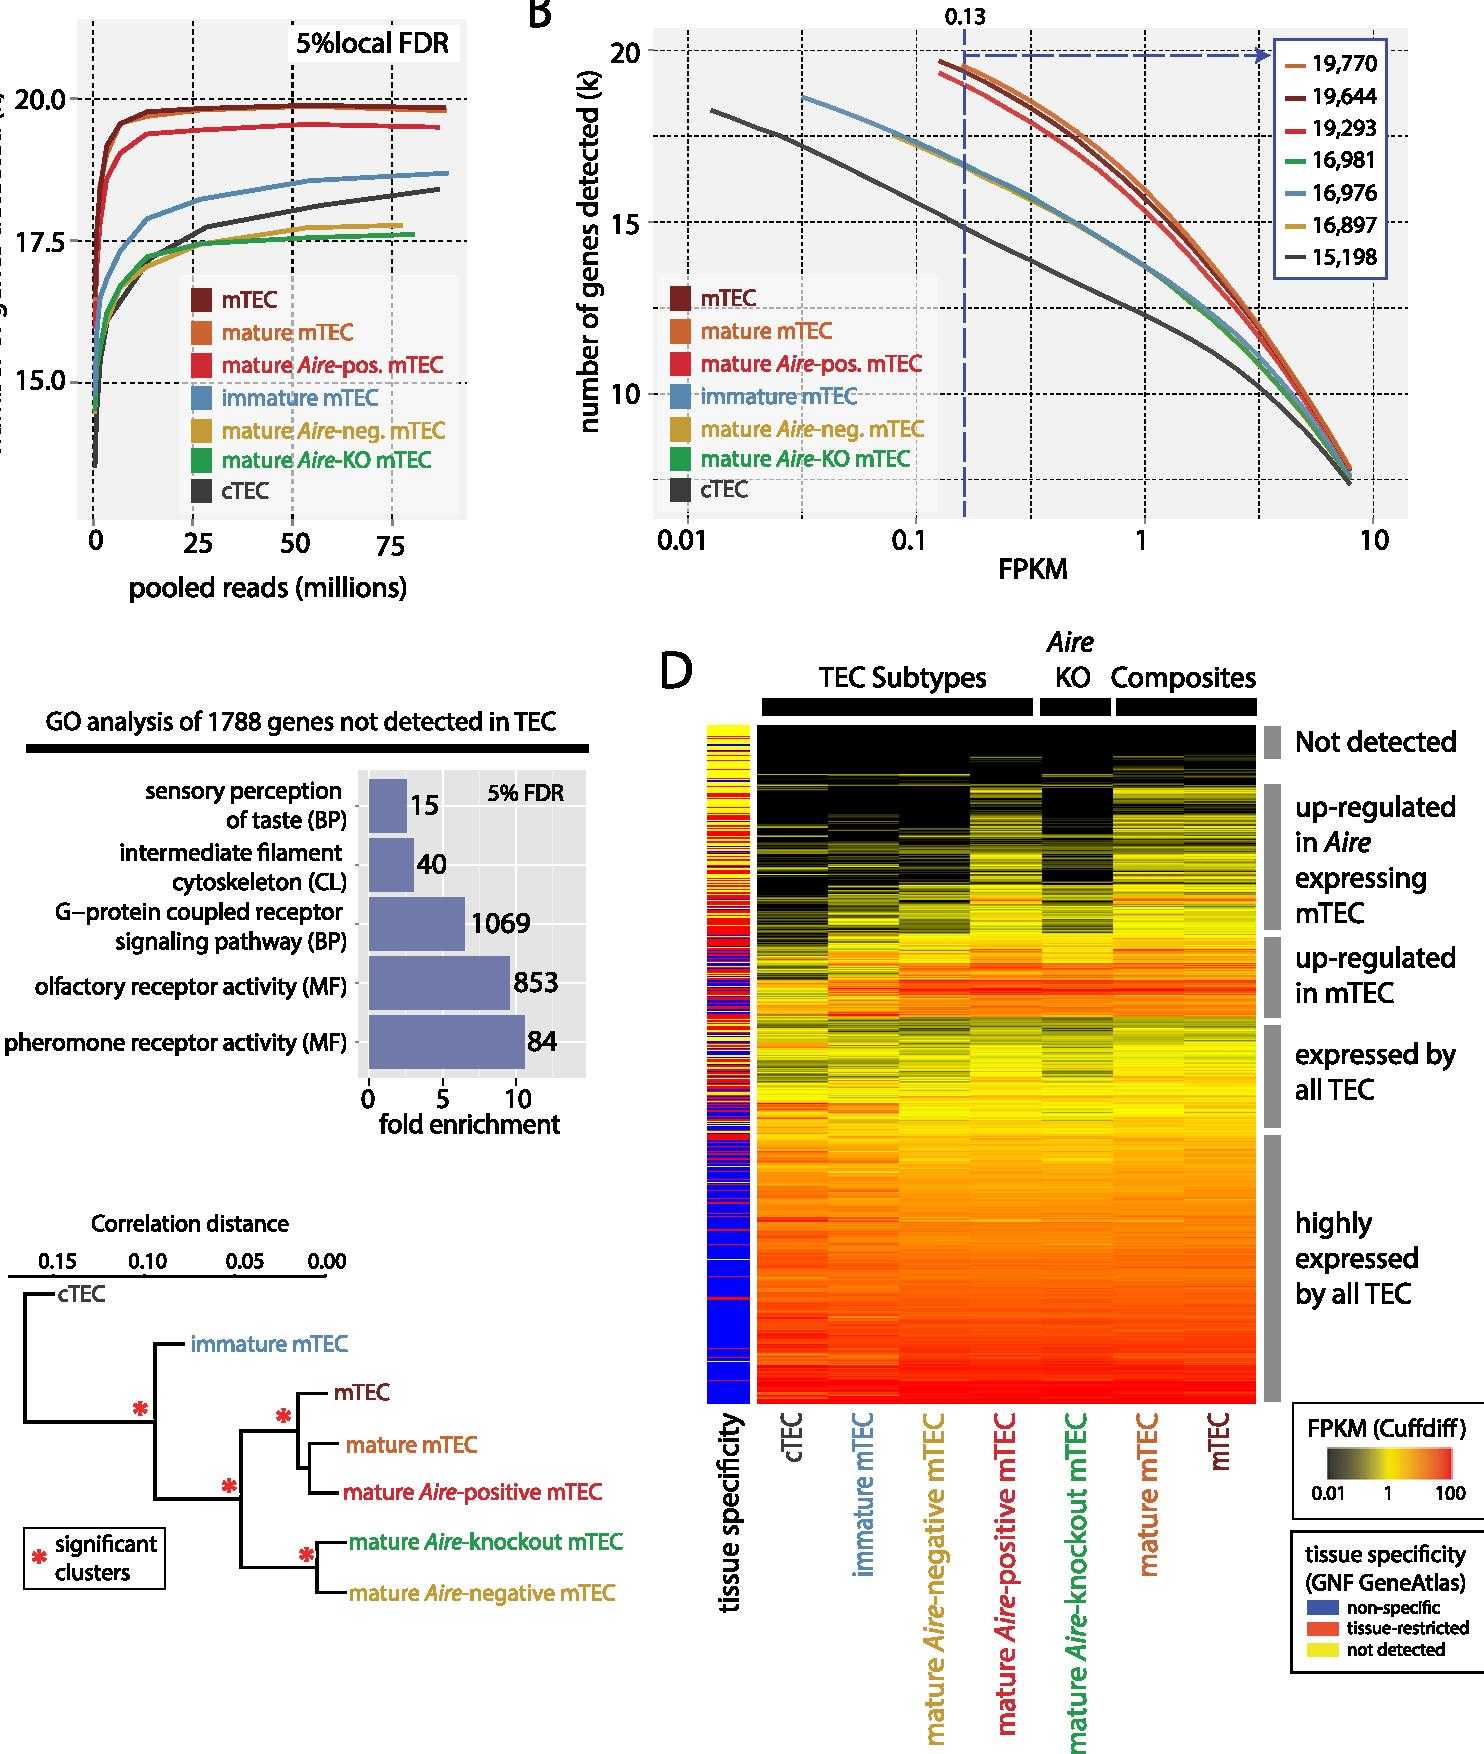 5%local FDR
20.0
17.5
15.0
mTEC
mature mTEC
mature Aire-pos. mTEC
immature mTEC
mature Aire-neg. mTEC
mature Aire-KO mTEC
cTEC
0 25 50 75
pooled reads (millions)
B
0.13
number of genes detected (k)
20
15
10
19,770
19,644
19,293
16,981
16,976
16,897
15,198
mTEC
mature mTEC
mature Aire-pos. mTEC
immature mTEC
mature Aire-neg. mTEC
mature Aire-KO mTEC
cTEC
0.01 0.1 1 10
FPKM
GO analysis of 1788 genes not detected in TEC
5% FDR
sensory perception
of taste (BP)
15
intermediate filament
cytoskeleton (CL)
40
G–protein coupled receptor
signaling pathway (BP)
1069
olfactory receptor activity (MF)
853
pheromone receptor activity (MF)
84
0 5 10
fold enrichment
D
TEC Subtypes
Aire
KO
Composites
Not detected
up-regulated
in Aire
expressing
mTEC
up-regulated
in mTEC
expressed by
all TEC
highly
expressed
by all TEC
tissue specificity
cTEC
immature mTEC
mature Aire-negative mTEC
mature Aire-positive mTEC
mature Aire-knockout mTEC
mature mTEC
mTEC
FPKM (Cuffdiff)
0.01 1 100
tissue specificity
(GNF GeneAtlas)
non-specific
tissue-restricted
not detected
Correlation distance
0.15 0.10 0.05 0.00
cTEC
immature mTEC
mTEC
mature mTEC
mature Aire-positive mTEC
mature Aire-knockout mTEC
mature Aire-negative mTEC
* significant
clusters